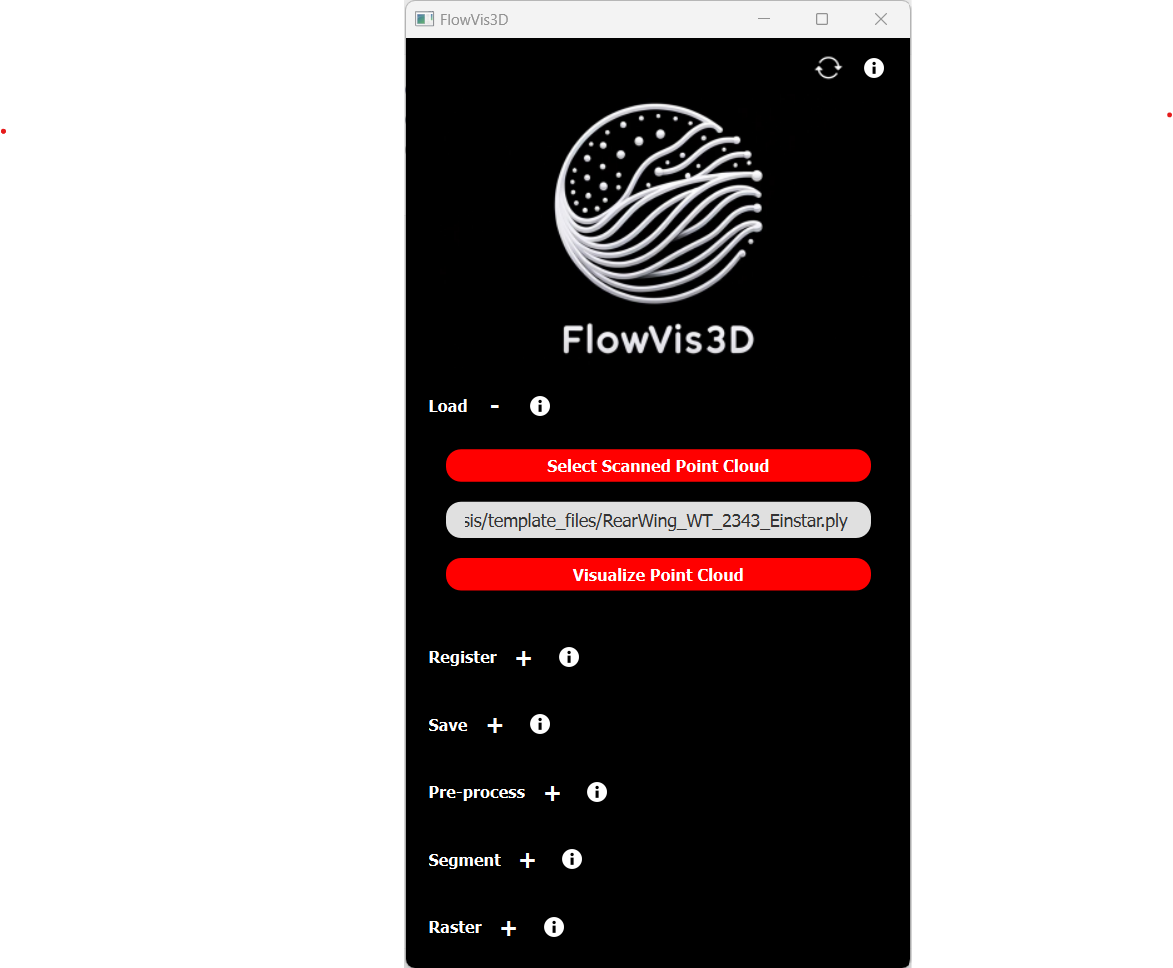 FlowVis3D
FlowVis3D
Load -
Select Scanned Point Cloud
sis/template_files/RearWing_WT_2343_Einstar.ply
Visualize Point Cloud
Register +
Save +
Pre-process +
Segment +
Raster +